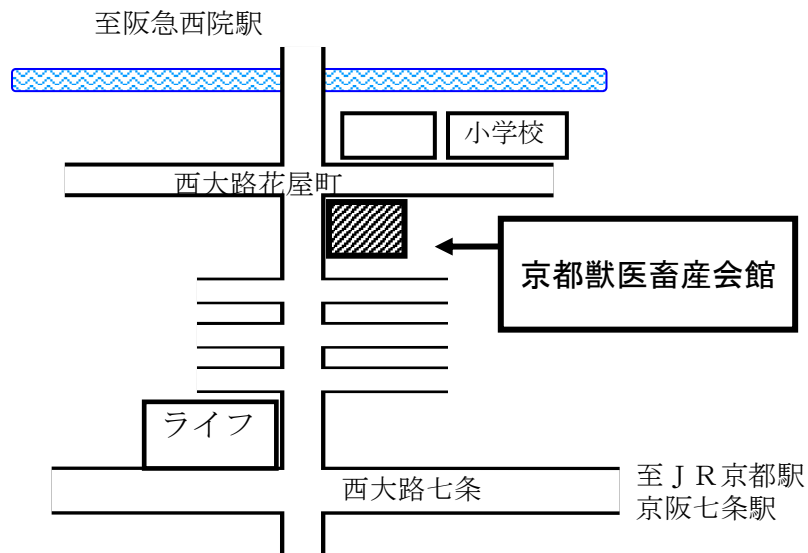 至阪急西院駅
小学校
西大路花屋町
京都獣医畜産会館
ライフ
西大路七条
至ＪＲ京都駅
京阪七条駅